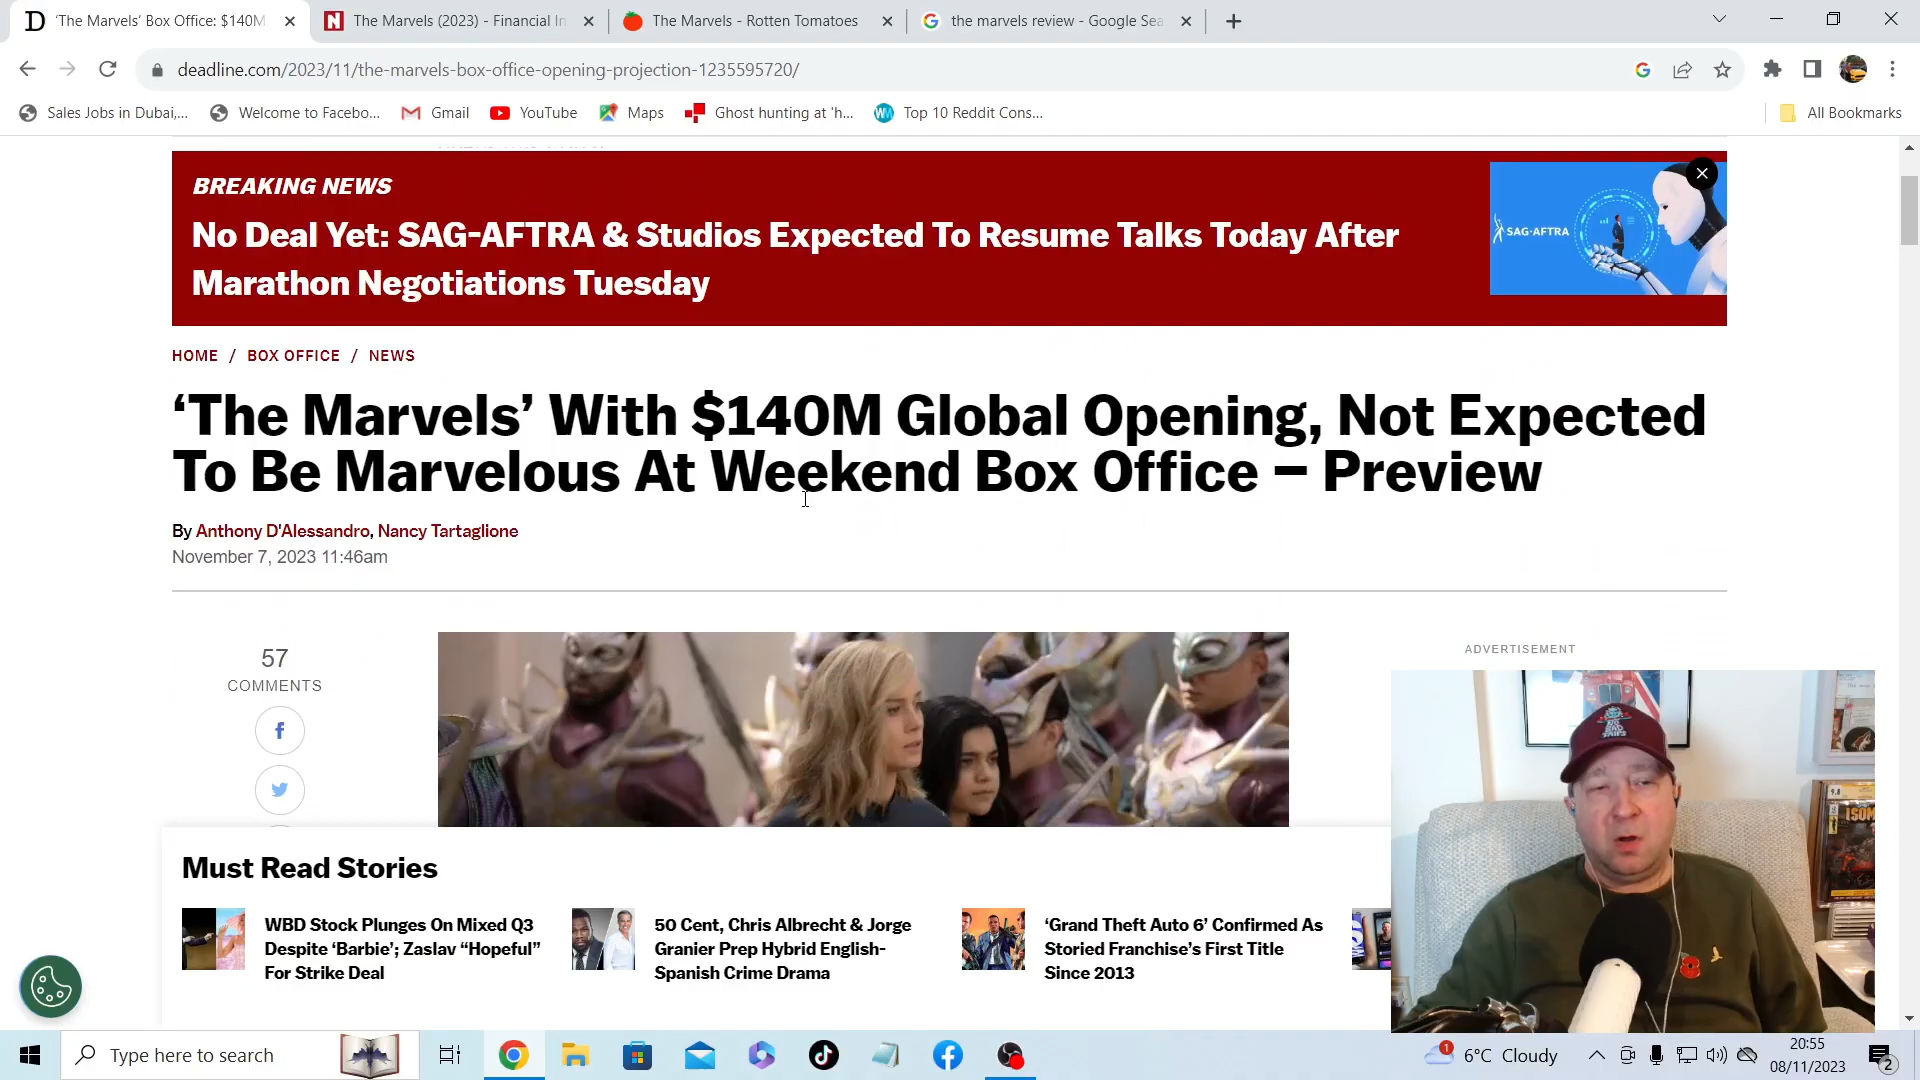 'The Marvels' Box Office: $140M
The Marvels (2023) - Financial In
The Marvels - Rotten Tomatoes
the marvels review - Google Sea
deadline.com/2023/11/the-marvels-box-office-opening-projection-1235595720/
Sales Jobs in Dubai,...
Welcome to Facebo...
Gmail
YouTube
Maps
Ghost hunting at 'h...
Top 10 Reddit Cons...
All Bookmarks
BREAKING NEWS
No Deal Yet: SAG-AFTRA & Studios Expected To Resume Talks Today After
Marathon Negotiations Tuesday
SAG·AFTRA
HOME / BOX OFFICE / NEWS
‘The Marvels’ With $140M Global Opening, Not Expected
To Be Marvelous At Weekend Box Office – Preview
By Anthony D'Alessandro, Nancy Tartaglione
November 7, 2023 11:46am
57
COMMENTS
ADVERTISEMENT
Must Read Stories
WBD Stock Plunges On Mixed Q3
Despite ‘Barbie’; Zaslav “Hopeful”
For Strike Deal
50 Cent, Chris Albrecht & Jorge
Granier Prep Hybrid English-
Spanish Crime Drama
‘Grand Theft Auto 6’ Confirmed As
Storied Franchise’s First Title
Since 2013
9.8
Type here to search
1
6°C Cloudy
20:55
08/11/2023
2